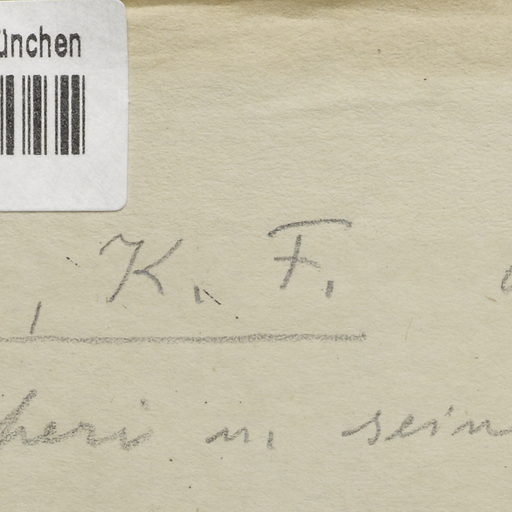 ünchen
, K. F.
heri u. sein